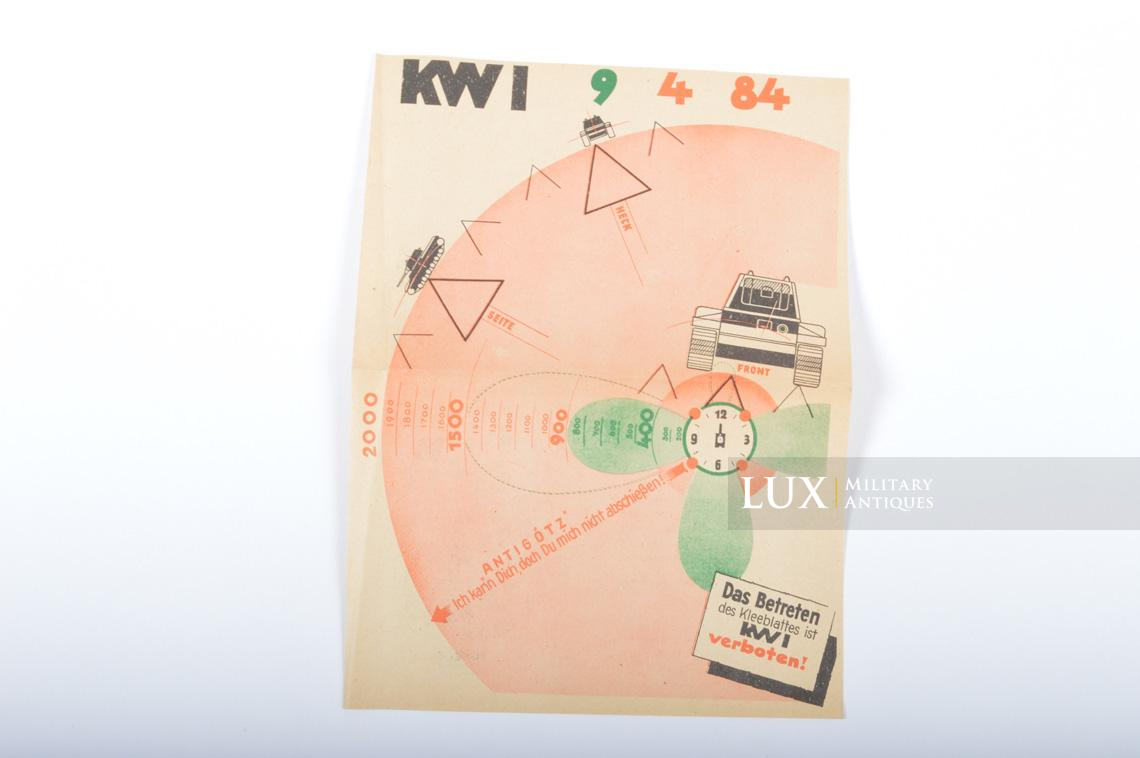 KW I 9 4 84
HECK
SEITE
FRONT
2000 1900 1800 1700 1600 1500 1400 1300 1200 1100 1000 900 800 700 600 500 400 300 200
12
9 3
6
"ANTIGÖTZ"
Ich kann Dich, doch Du mich nicht abschießen!
LUX MILITARY
ANTIQUES
Das Betreten
des Kleeblattes ist
KW I
verboten!